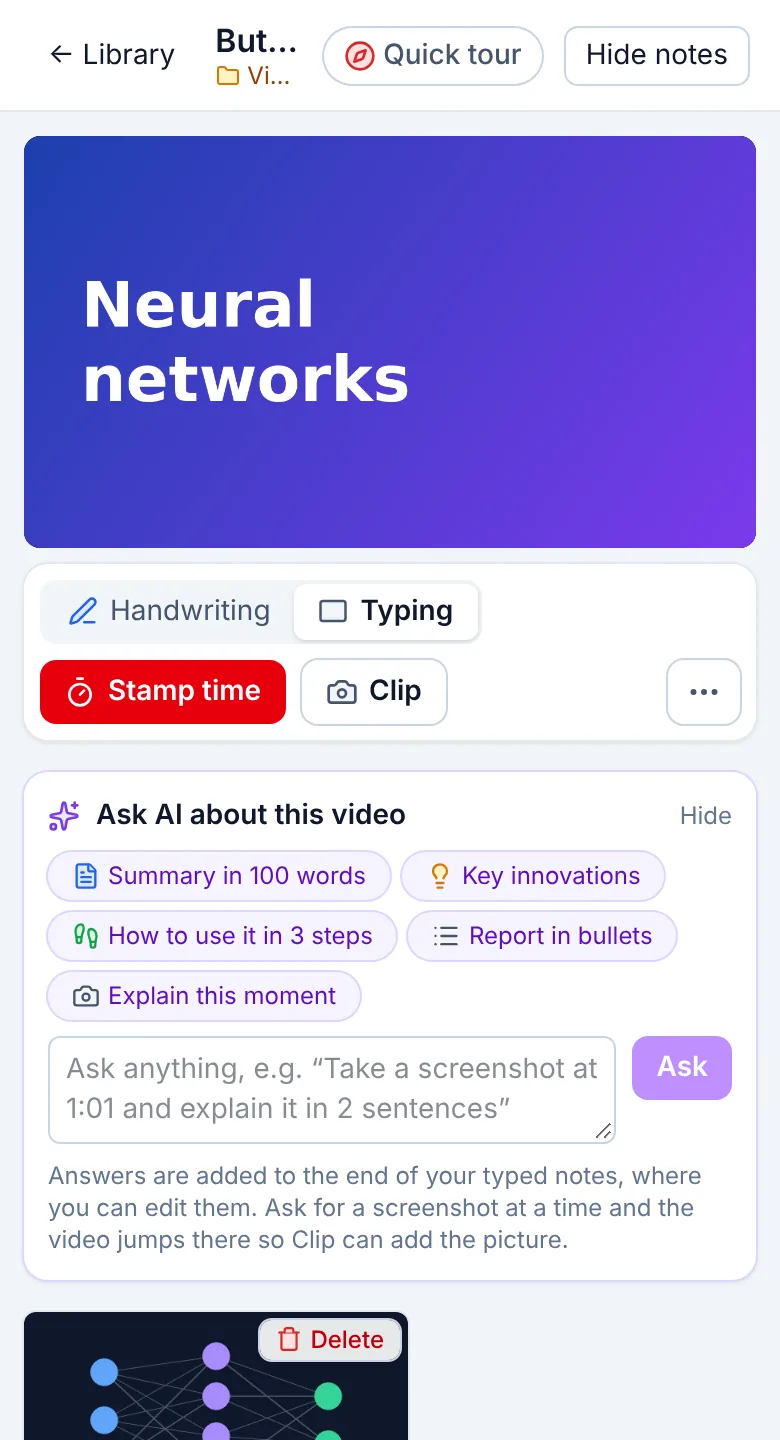 ← Library
But...
Vi...
Quick tour
Hide notes
Neural
networks
Handwriting
Typing
Stamp time
Clip
Ask AI about this video
Hide
Summary in 100 words
Key innovations
How to use it in 3 steps
Report in bullets
Explain this moment
Ask anything, e.g. “Take a screenshot at
1:01 and explain it in 2 sentences”
Ask
Answers are added to the end of your typed notes, where
you can edit them. Ask for a screenshot at a time and the
video jumps there so Clip can add the picture.
Delete